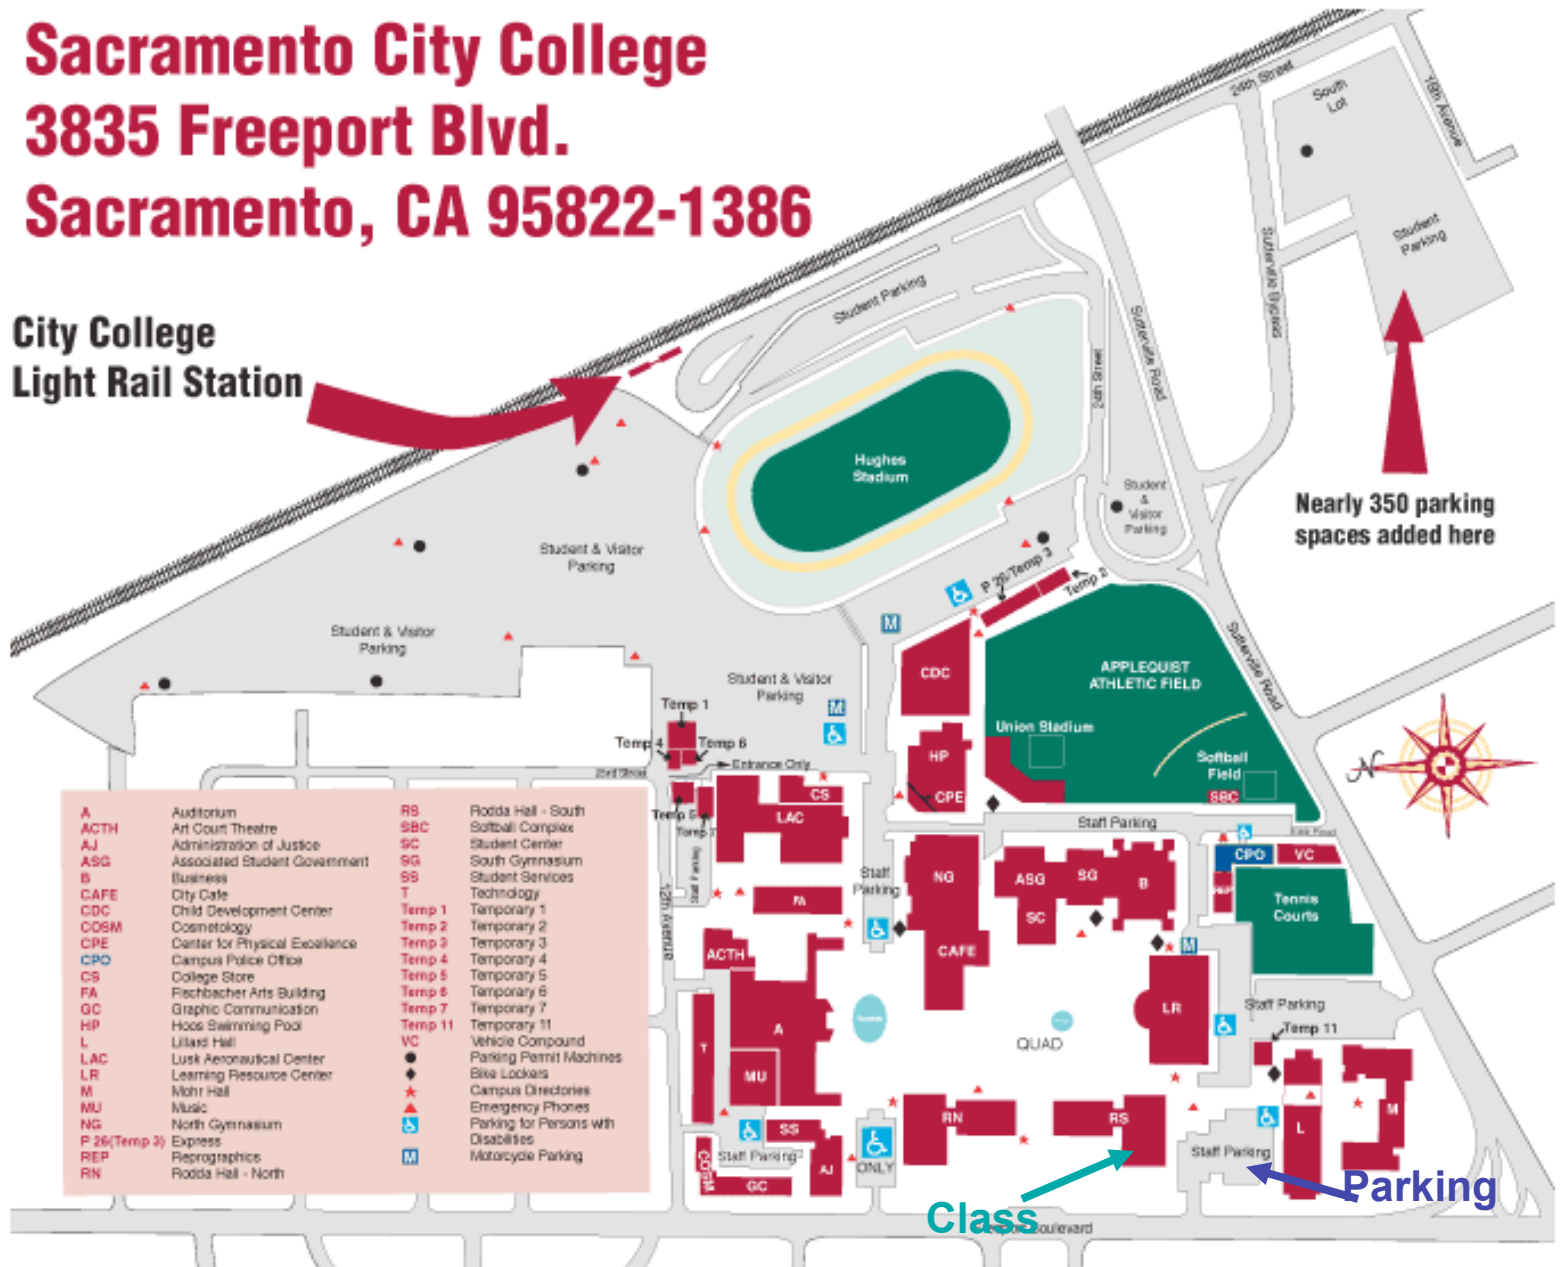 Sacramento City College
3835 Freeport Blvd.
Sacramento, CA 95822-1386
City College
Light Rail Station
24th Street
South
Lot
19th Avenue
Student
Parking
Sutterville Bypass
Sutterville Road
24th Street
Student Parking
Hughes
Stadium
Student
&
Visitor
Parking
Nearly 350 parking
spaces added here
Student & Visitor
Parking
Student & Visitor
Parking
Student & Visitor
Parking
P 26/Temp 3
Temp 2
M
CDC
APPLEQUIST
ATHLETIC FIELD
Sutterville Road
Union Stadium
Softball
Field
SBC
HP
CPE
M
Temp 1
Temp 4
Temp 6
Entrance Only
23rd Street
Temp 5
Temp 7
CS
LAC
Staff Parking
Staff Parking
Link Road
CPO
VC
REP
Tennis
Courts
N
A Auditorium
ACTH Art Court Theatre
AJ Administration of Justice
ASG Associated Student Government
B Business
CAFE City Cafe
CDC Child Development Center
COSM Cosmetology
CPE Center for Physical Excellence
CPO Campus Police Office
CS College Store
FA Fischbacher Arts Building
GC Graphic Communication
HP Hoos Swimming Pool
L Lillard Hall
LAC Lusk Aeronautical Center
LR Learning Resource Center
M Mohr Hall
MU Music
NG North Gymnasium
P 26(Temp 3) Express
REP Reprographics
RN Rodda Hall - North
RS Rodda Hall - South
SBC Softball Complex
SC Student Center
SG South Gymnasium
SS Student Services
T Technology
Temp 1 Temporary 1
Temp 2 Temporary 2
Temp 3 Temporary 3
Temp 4 Temporary 4
Temp 5 Temporary 5
Temp 6 Temporary 6
Temp 7 Temporary 7
Temp 11 Temporary 11
VC Vehicle Compound
Parking Permit Machines
Bike Lockers
Campus Directories
Emergency Phones
Parking for Persons with
Disabilities
M Motorcycle Parking
12th Avenue
Staff
Parking
FA
NG
ASG
SG
B
SC
CAFE
M
ACTH
A
T
MU
QUAD
LR
Staff Parking
Temp 11
RN
RS
L
M
SS
Staff Parking
COSM
GC
AJ
ONLY
Staff Parking
Parking
Class
Boulevard